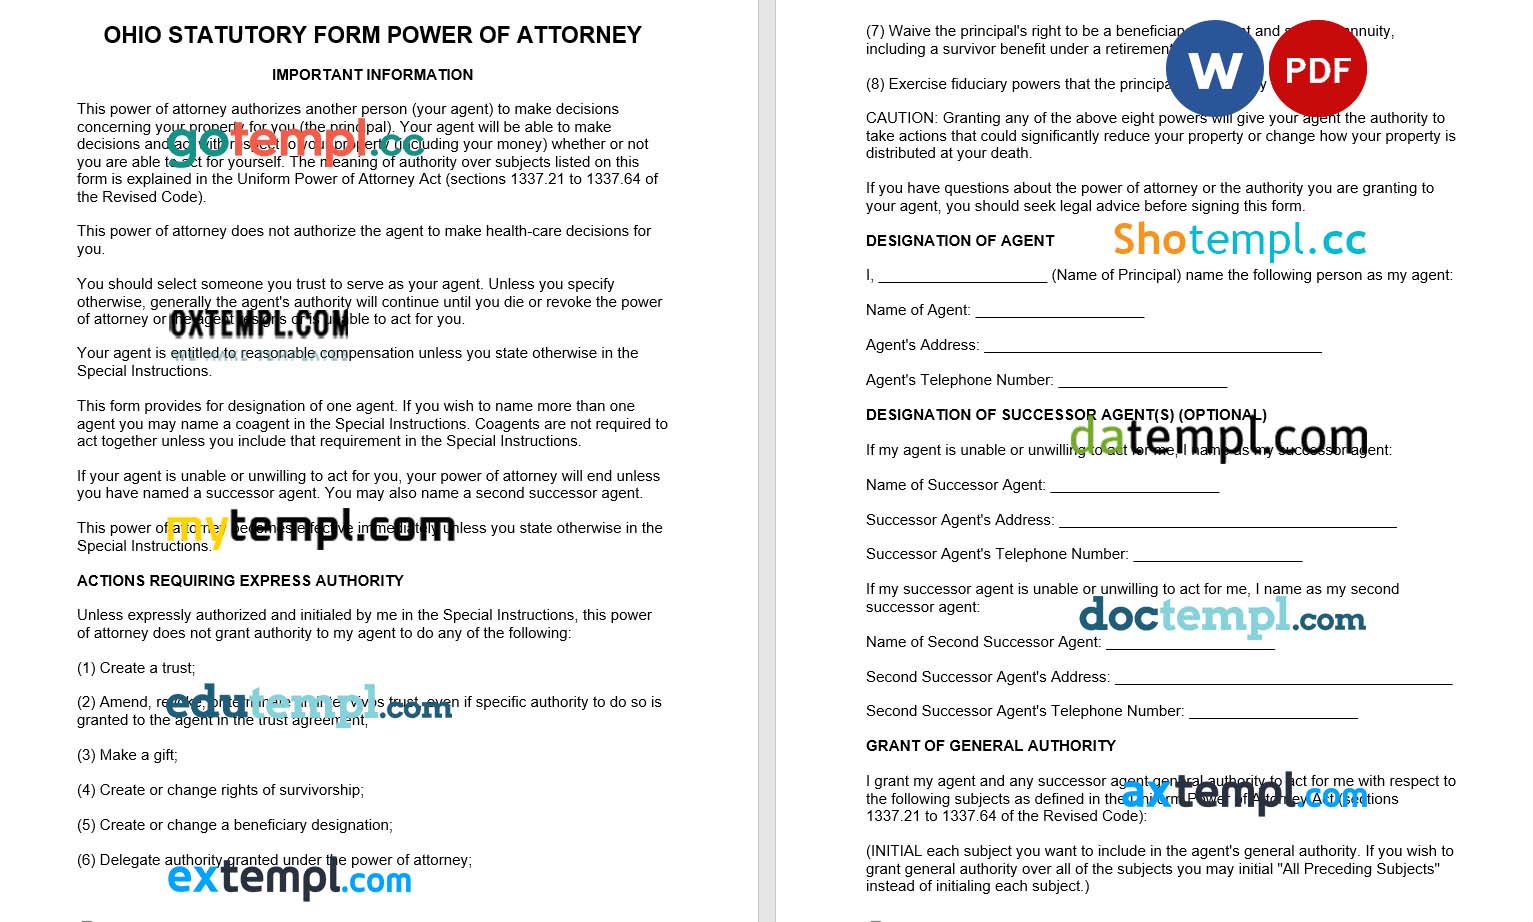 OHIO STATUTORY FORM POWER OF ATTORNEY
IMPORTANT INFORMATION
This power of attorney authorizes another person (your agent) to make decisions
concerning your property for you (the principal). Your agent will be able to make
decisions and act with respect to your property (including your money) whether or not
you are able to act for yourself. The meaning of authority over subjects listed on this
form is explained in the Uniform Power of Attorney Act (sections 1337.21 to 1337.64 of
the Revised Code).
gotempl.cc
This power of attorney does not authorize the agent to make health-care decisions for
you.
You should select someone you trust to serve as your agent. Unless you specify
otherwise, generally the agent's authority will continue until you die or revoke the power
of attorney or the agent resigns or is unable to act for you.
OXTEMPL.COM
WE MAKE TEMPLATES
Your agent is entitled to reasonable compensation unless you state otherwise in the
Special Instructions.
This form provides for designation of one agent. If you wish to name more than one
agent you may name a coagent in the Special Instructions. Coagents are not required to
act together unless you include that requirement in the Special Instructions.
If your agent is unable or unwilling to act for you, your power of attorney will end unless
you have named a successor agent. You may also name a second successor agent.
This power of attorney becomes effective immediately unless you state otherwise in the
Special Instructions.
mytempl.com
ACTIONS REQUIRING EXPRESS AUTHORITY
Unless expressly authorized and initialed by me in the Special Instructions, this power
of attorney does not grant authority to my agent to do any of the following:
(1) Create a trust;
(2) Amend, revoke, or terminate an inter vivos trust, even if specific authority to do so is
granted to the agent in the trust agreement;
edutempl.com
(3) Make a gift;
(4) Create or change rights of survivorship;
(5) Create or change a beneficiary designation;
(6) Delegate authority granted under the power of attorney;
extempl.com
(7) Waive the principal's right to be a beneficiary and annuity,
including a survivor benefit under a retirement
W PDF
(8) Exercise fiduciary powers that the principal
CAUTION: Granting any of the above eight powers will give your agent the authority to
take actions that could significantly reduce your property or change how your property is
distributed at your death.
If you have questions about the power of attorney or the authority you are granting to
your agent, you should seek legal advice before signing this form.
DESIGNATION OF AGENT
Shotempl.cc
I, ____________________ (Name of Principal) name the following person as my agent:
Name of Agent: ____________________
Agent's Address: ________________________________________
Agent's Telephone Number: ____________________
DESIGNATION OF SUCCESSOR AGENT(S) (OPTIONAL)
datempl.com
If my agent is unable or unwilling to act for me, I name as my successor agent:
Name of Successor Agent: ____________________
Successor Agent's Address: ________________________________________
Successor Agent's Telephone Number: ____________________
If my successor agent is unable or unwilling to act for me, I name as my second
successor agent:
doctempl.com
Name of Second Successor Agent: ____________________
Second Successor Agent's Address: ________________________________________
Second Successor Agent's Telephone Number: ____________________
GRANT OF GENERAL AUTHORITY
I grant my agent and any successor agent general authority to act for me with respect to
the following subjects as defined in the Uniform Power of Attorney Act (sections
1337.21 to 1337.64 of the Revised Code):
axtempl.com
(INITIAL each subject you want to include in the agent's general authority. If you wish to
grant general authority over all of the subjects you may initial "All Preceding Subjects"
instead of initialing each subject.)